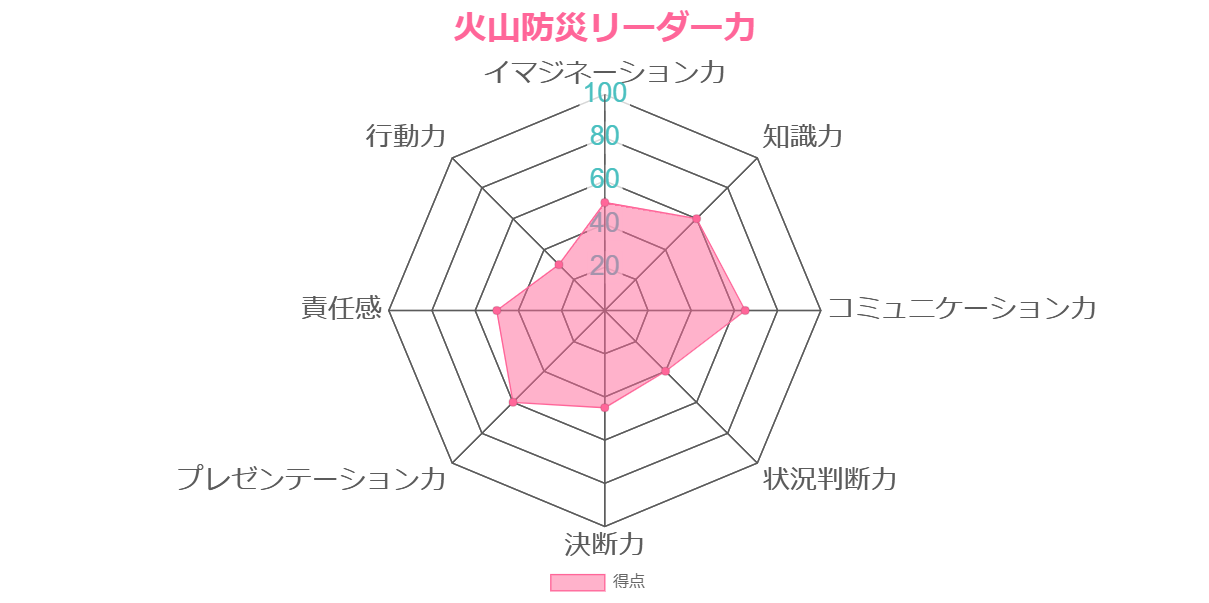 火山防災リーダー力
イマジネーション力
100
80
60
40
20
行動力
知識力
責任感
コミュニケーション力
プレゼンテーション力
状況判断力
決断力
得点